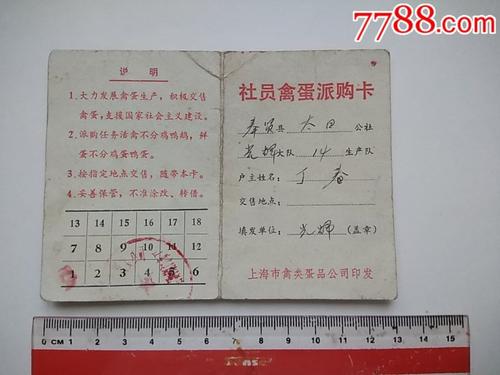 7788.com
说 明
1. 大力发展禽蛋生产，积极交售
禽蛋，支援国家社会主义建设。
2. 派购任务活禽不分鸡鸭鹅，鲜
蛋不分鸡蛋鸭蛋。
3. 按指定地点交售，随带本卡。
4. 妥善保管，不准涂改、转借。
13 14 15 16 17 18
7 8 9 10 11 12
1 2 3 4 5 6
社员禽蛋派购卡
奉贤县 太日 公社
光辉大队 14 生产队
户主姓名： 丁春
交售地点：
填发单位： 光辉 （盖章）
上海市禽类蛋品公司印发
0 CM 1 2 3 4 5 6 7 8 9 10 11 12 13 14 15